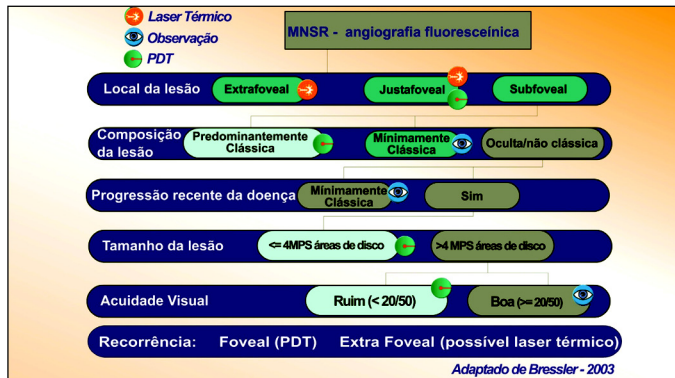 Laser Térmico
Observação
PDT
MNSR - angiografia fluoresceínica
Local da lesão
Extrafoveal
Justafoveal
Subfoveal
Composição
da lesão
Predominantemente
Clássica
Mínimamente
Clássica
Oculta/não clássica
Progressão recente da doença
Mínimamente
Clássica
Sim
Tamanho da lesão
<= 4MPS áreas de disco
>4 MPS áreas de disco
Acuidade Visual
Ruim (< 20/50)
Boa (>= 20/50)
Recorrência: Foveal (PDT) Extra Foveal (possível laser térmico)
Adaptado de Bressler - 2003